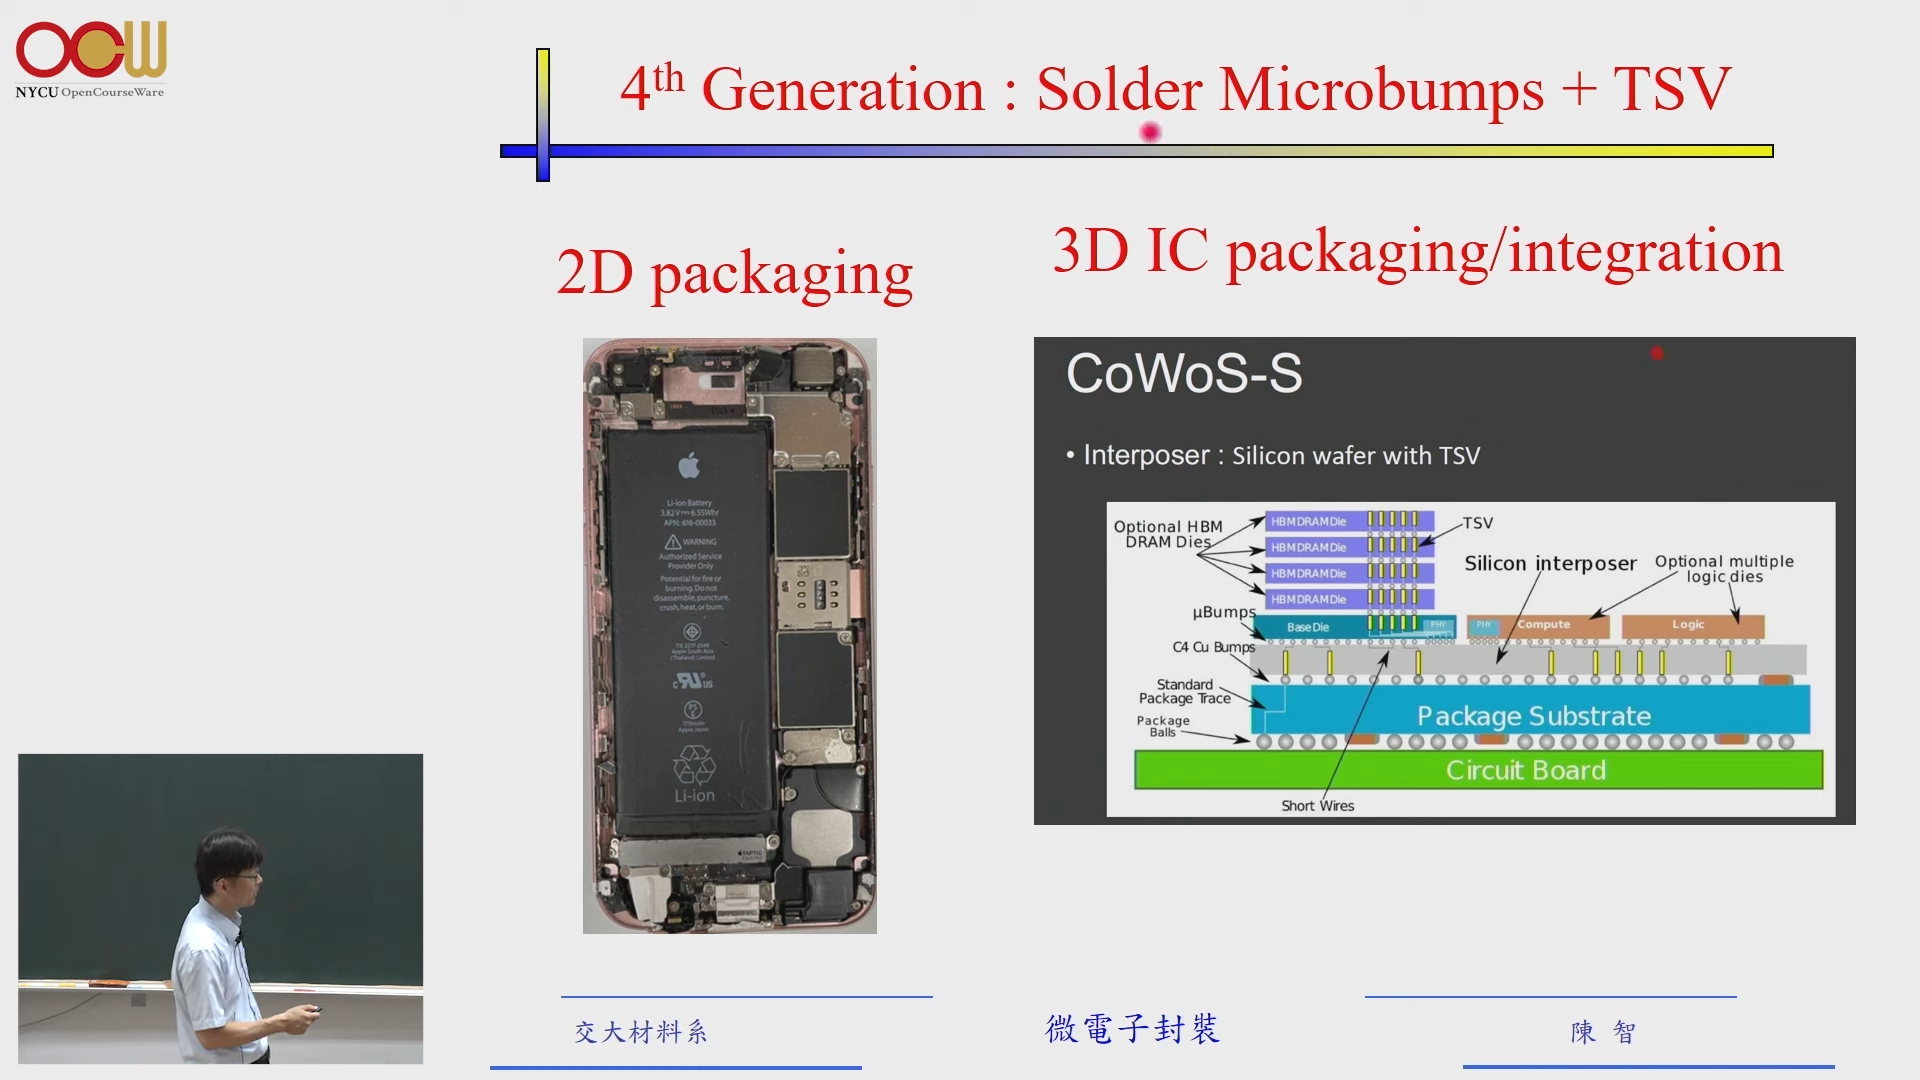 OCW
NYCU OpenCourseWare
4th Generation : Solder Microbumps + TSV
2D packaging
3D IC packaging/integration
Li-ion Battery
3.82V 6.55Whr
APN: 616-00033
WARNING
Authorized Service
Provider Only
Potential for fire or
burning. Do not
disassemble, puncture,
crush, heat, or burn.
Apple Japan
Li-ion
CoWoS-S
• Interposer : Silicon wafer with TSV
Optional HBM
DRAM Dies
HBM DRAM Die
HBM DRAM Die
HBM DRAM Die
HBM DRAM Die
TSV
Silicon interposer
Optional multiple
logic dies
µBumps
Base Die
PHY
PHY
Compute
Logic
C4 Cu Bumps
Standard
Package Trace
Package Substrate
Package
Balls
Circuit Board
Short Wires
交大材料系
微電子封裝
陳 智